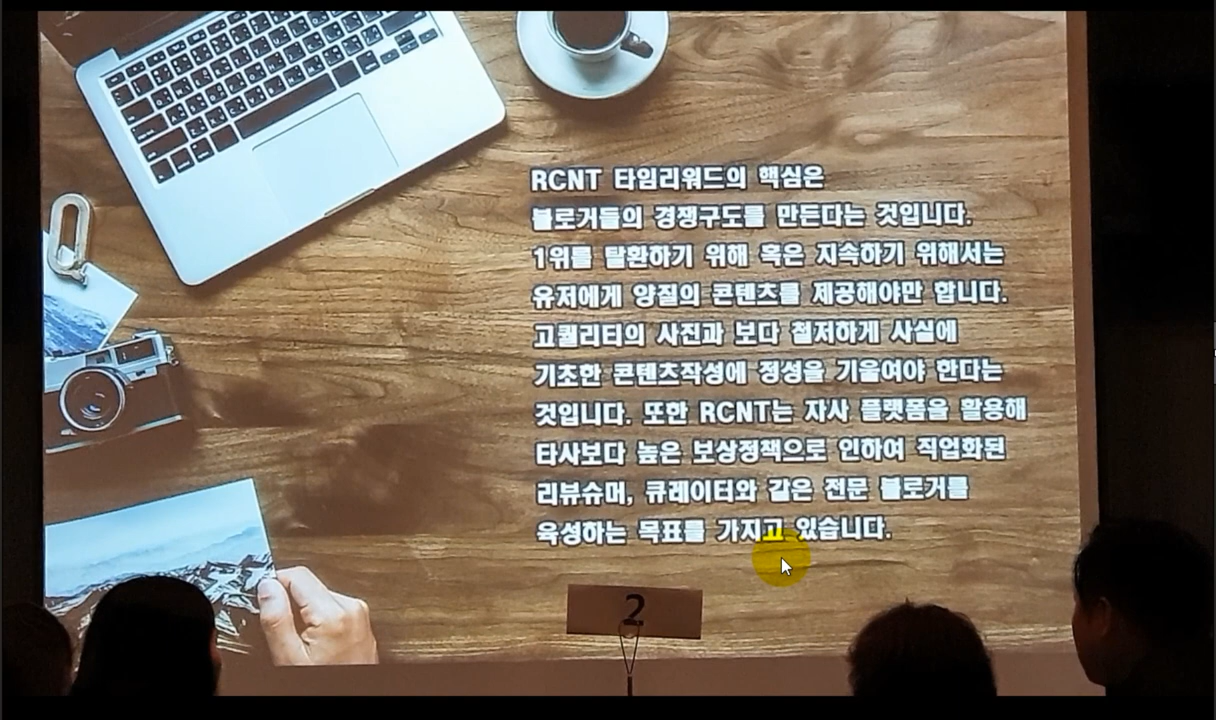 RCNT 타임리워드의 핵심은
블로거들의 경쟁구도를 만든다는 것입니다.
1위를 탈환하기 위해 혹은 지속하기 위해서는
유저에게 양질의 콘텐츠를 제공해야만 합니다.
고퀄리티의 사진과 보다 철저하게 사실에
기초한 콘텐츠작성에 정성을 기울여야 한다는
것입니다. 또한 RCNT는 자사 플랫폼을 활용해
타사보다 높은 보상정책으로 인하여 직업화된
리뷰슈머, 큐레이터와 같은 전문 블로거를
육성하는 목표를 가지고 있습니다.
2